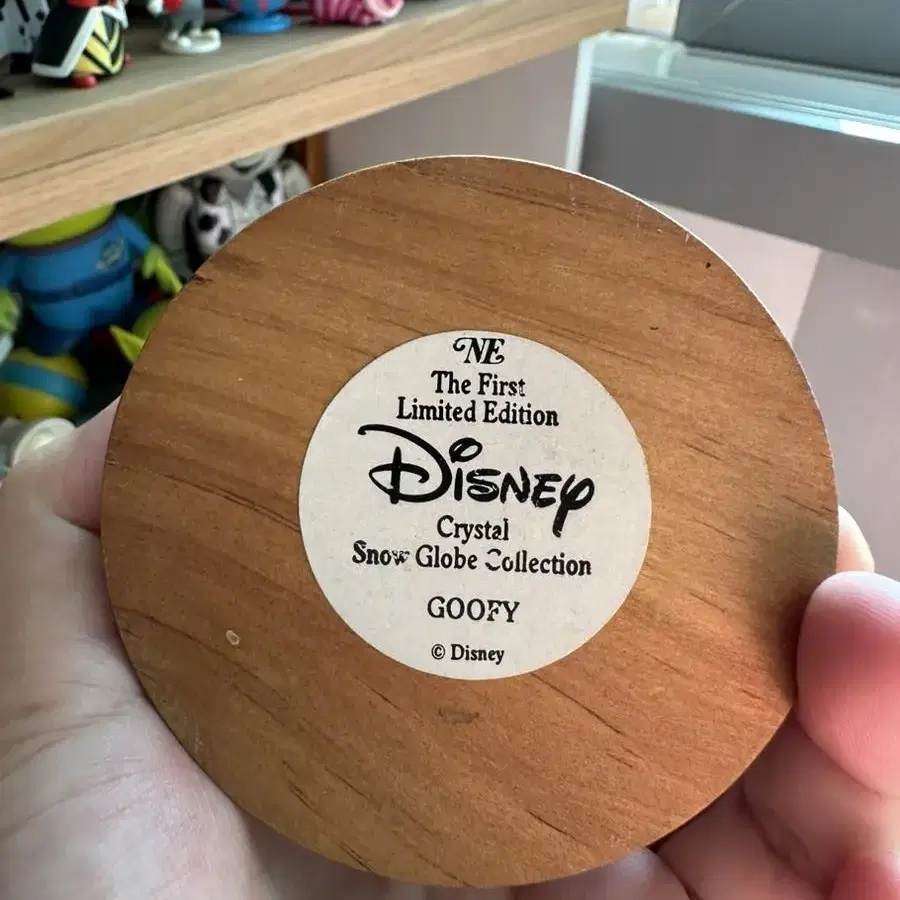 NE
The First
Limited Edition
Disney
Crystal
Snow Globe Collection
GOOFY
© Disney